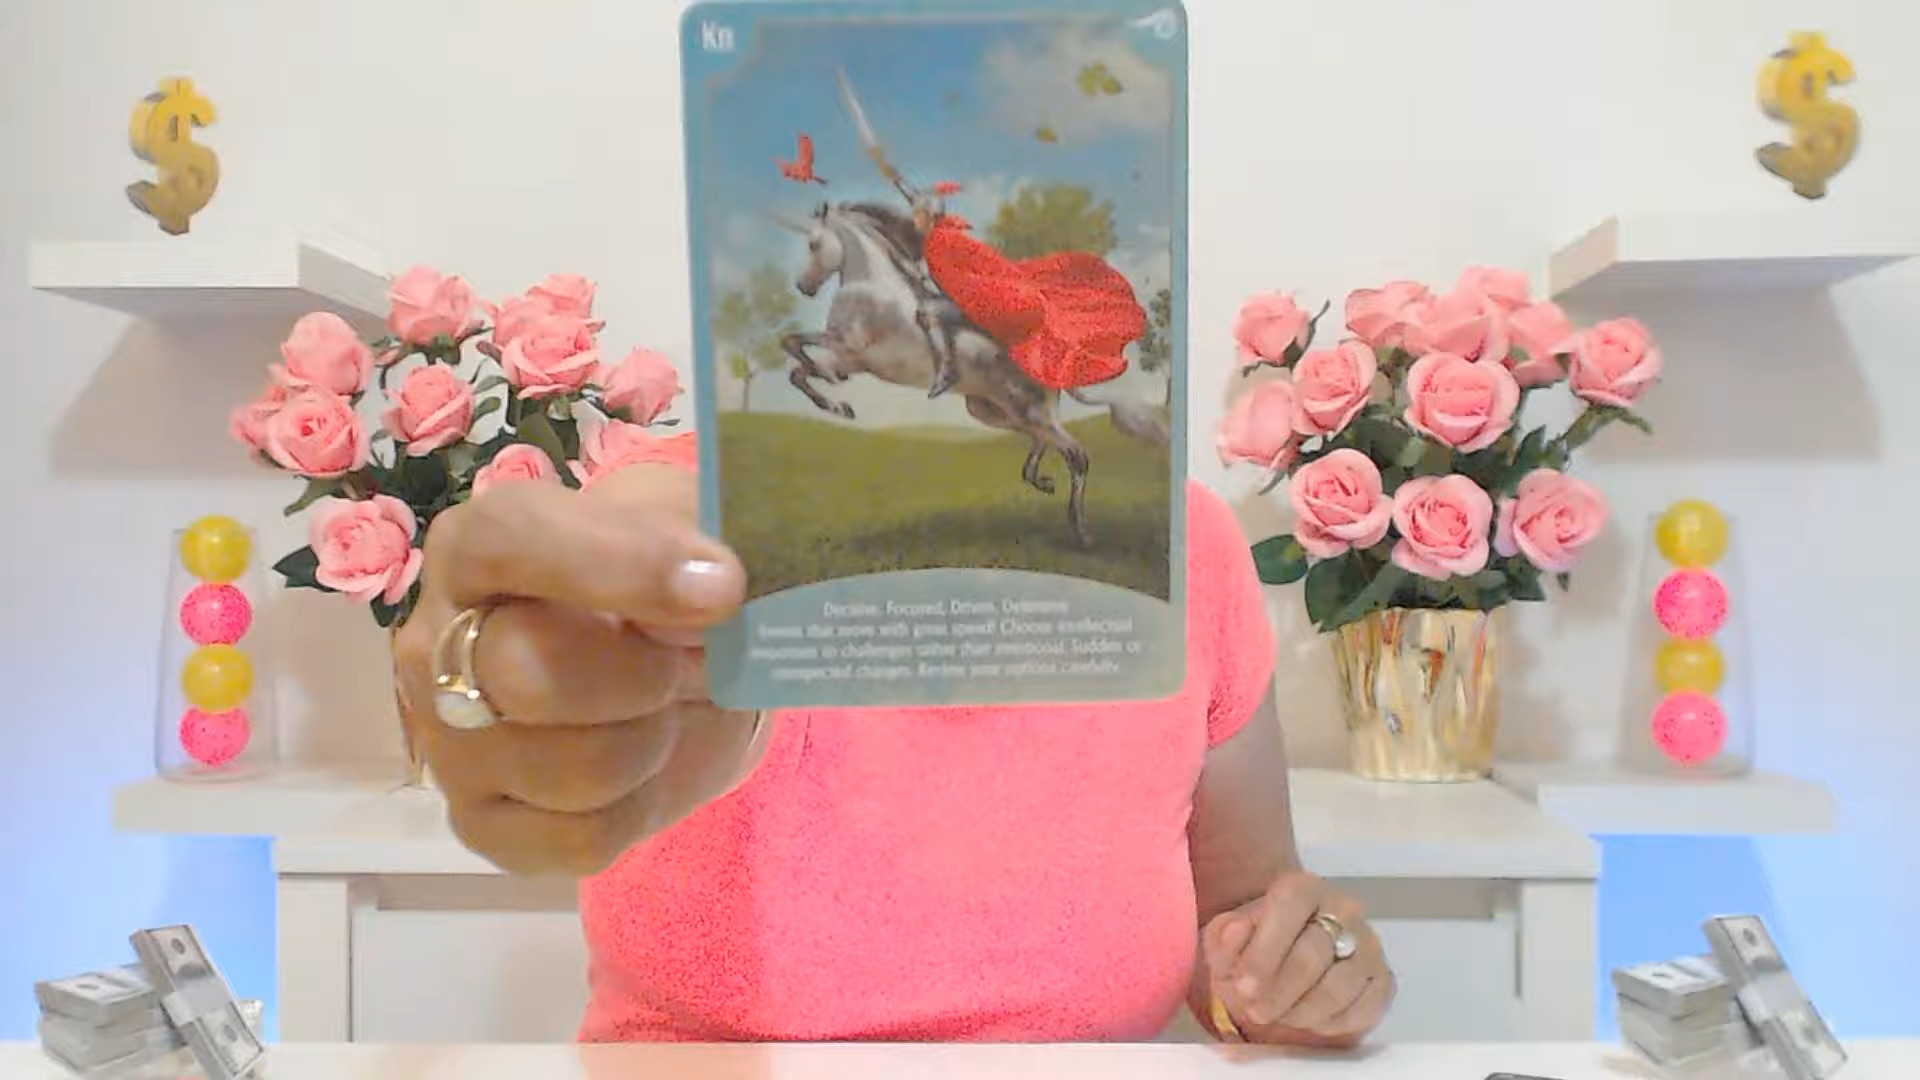 Kn
Decisive, Focused, Driven, Determined
Events that move with great speed! Choose intellectual
responses to challenges rather than emotional. Sudden or
unexpected changes. Review your options carefully.